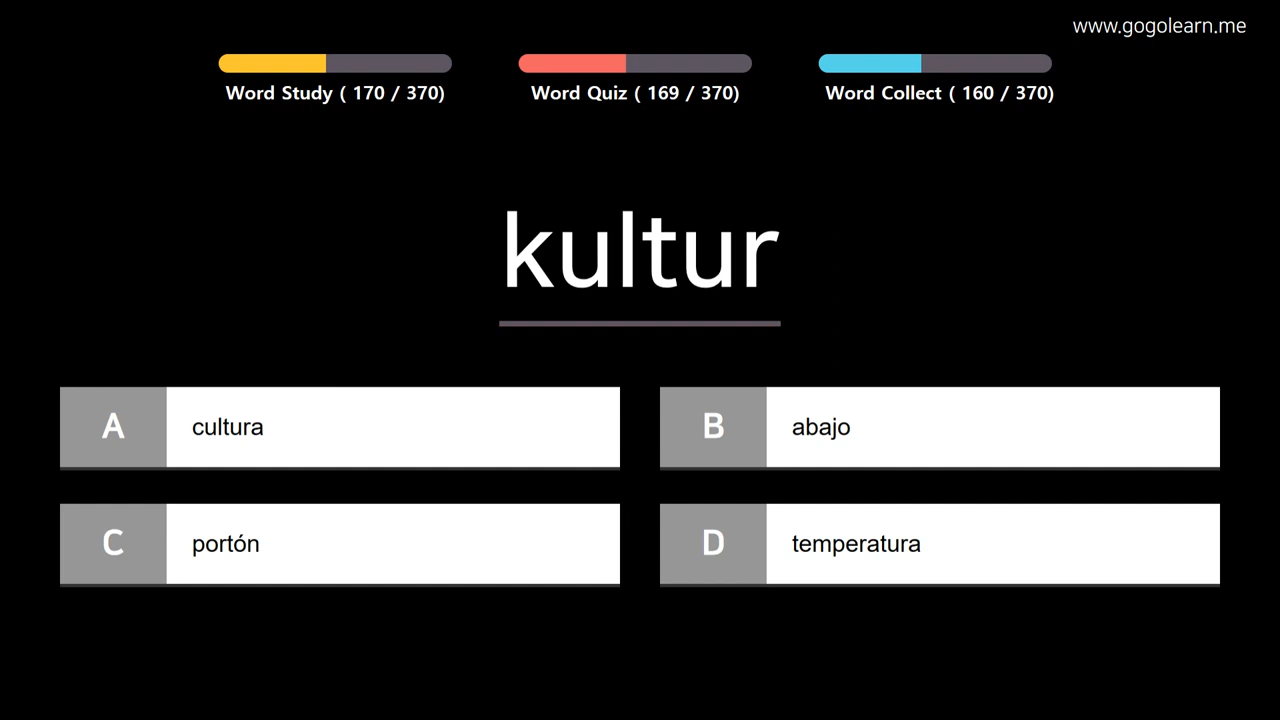 www.gogolearn.me
Word Study ( 170 / 370)
Word Quiz ( 169 / 370)
Word Collect ( 160 / 370)
kultur
A cultura
B abajo
C portón
D temperatura